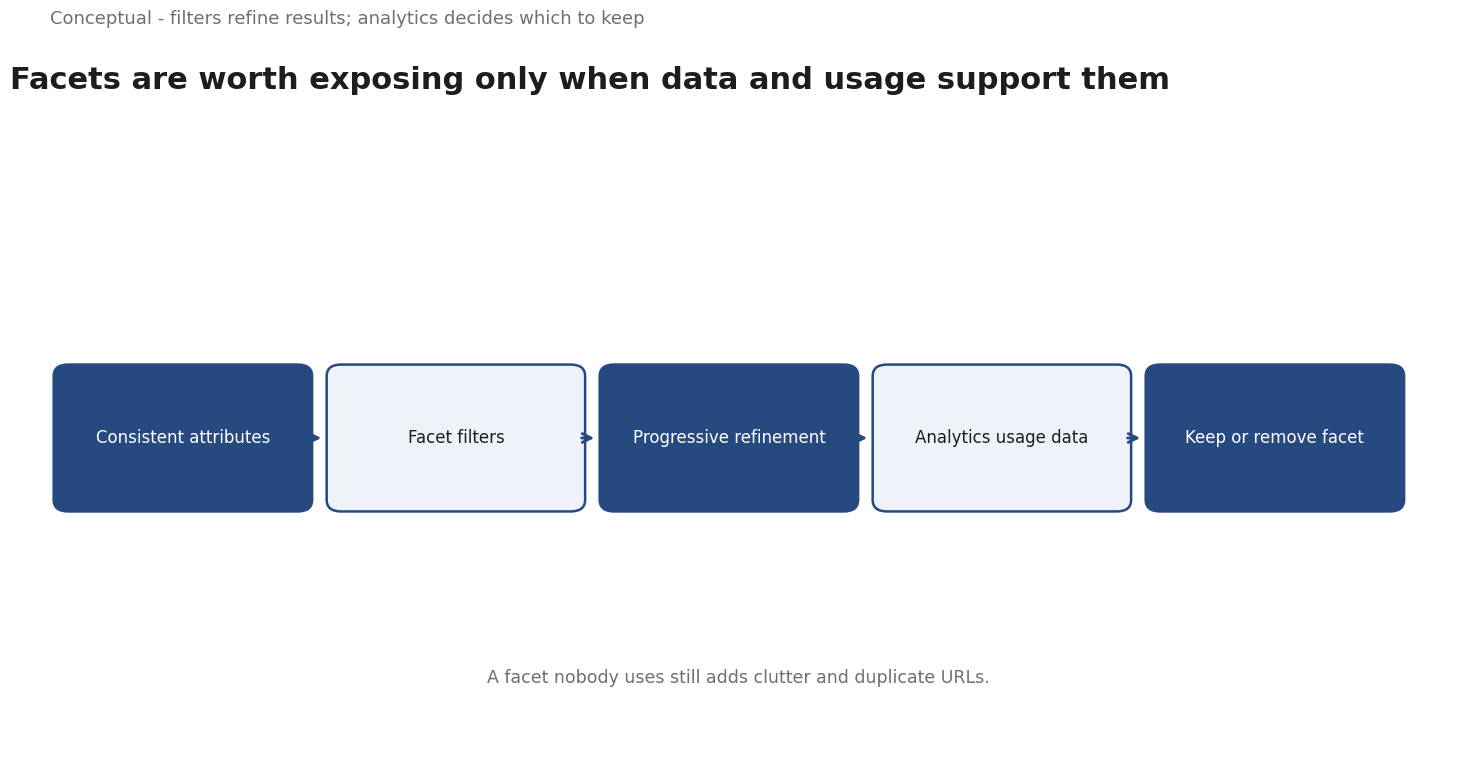 Conceptual - filters refine results; analytics decides which to keep
Facets are worth exposing only when data and usage support them
Consistent attributes
Facet filters
Progressive refinement
Analytics usage data
Keep or remove facet
A facet nobody uses still adds clutter and duplicate URLs.